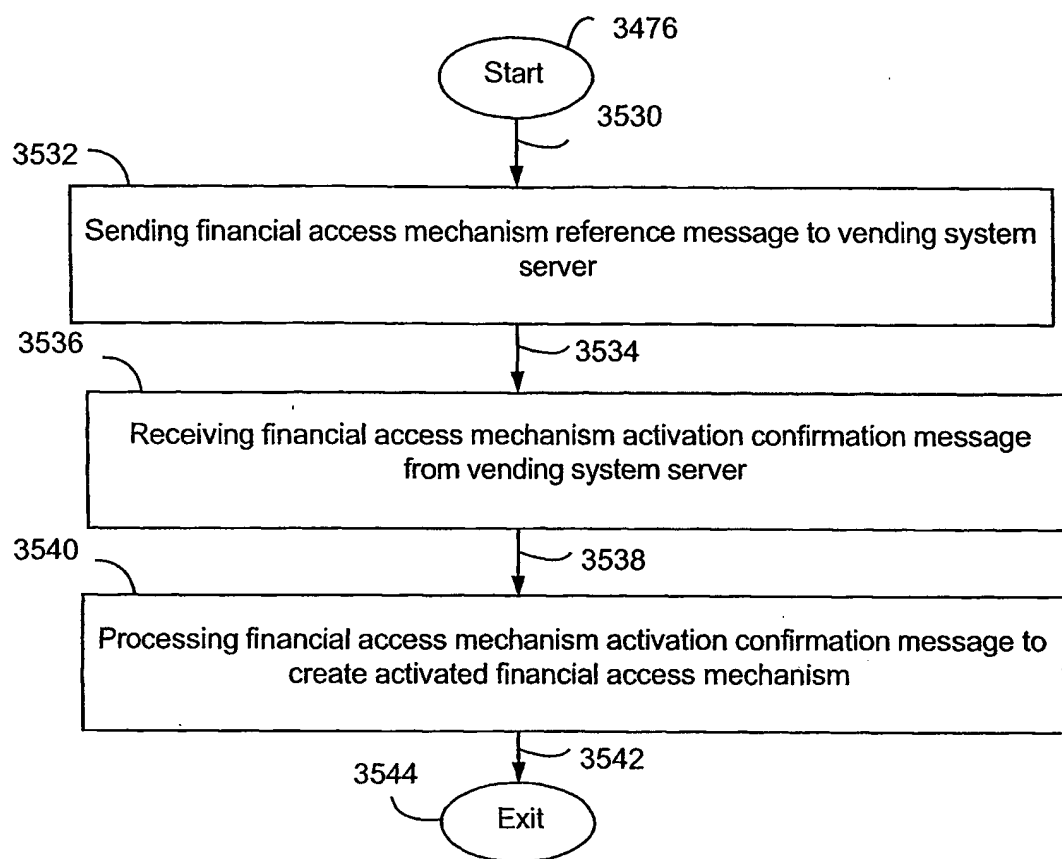 3476
Start
3530
3532
Sending financial access mechanism reference message to vending system
server
3534
3536
Receiving financial access mechanism activation confirmation message
from vending system server
3538
3540
Processing financial access mechanism activation confirmation message to
create activated financial access mechanism
3542
3544
Exit